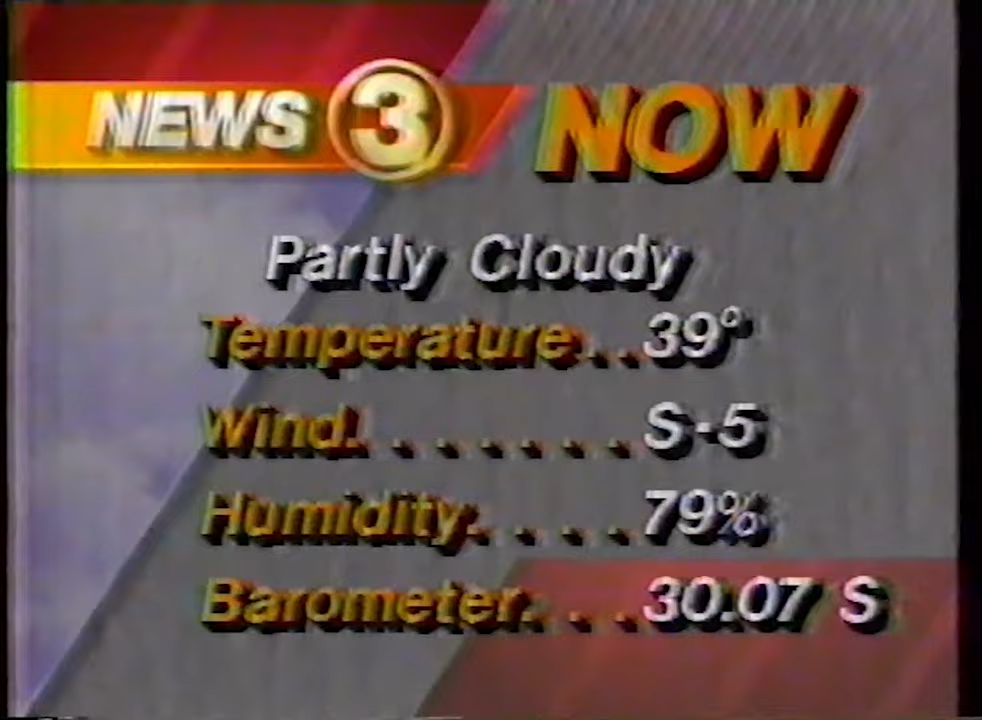 NEWS 3 NOW
Partly Cloudy
Temperature. . 39°
Wind. . . . . . . . S-5
Humidity. . . . . 79%
Barometer. . . 30.07 S